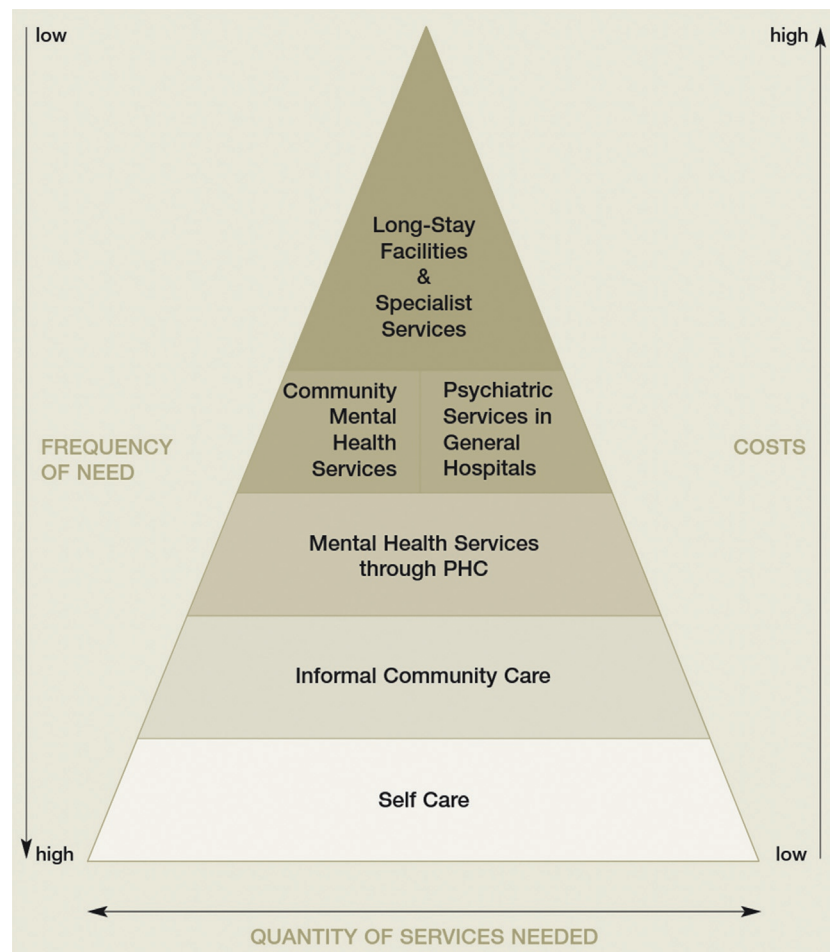 low
high
Long-Stay
Facilities
&
Specialist
Services
Community
Mental
Health
Services
Psychiatric
Services in
General
Hospitals
FREQUENCY
OF NEED
COSTS
Mental Health Services
through PHC
Informal Community Care
Self Care
high
low
QUANTITY OF SERVICES NEEDED